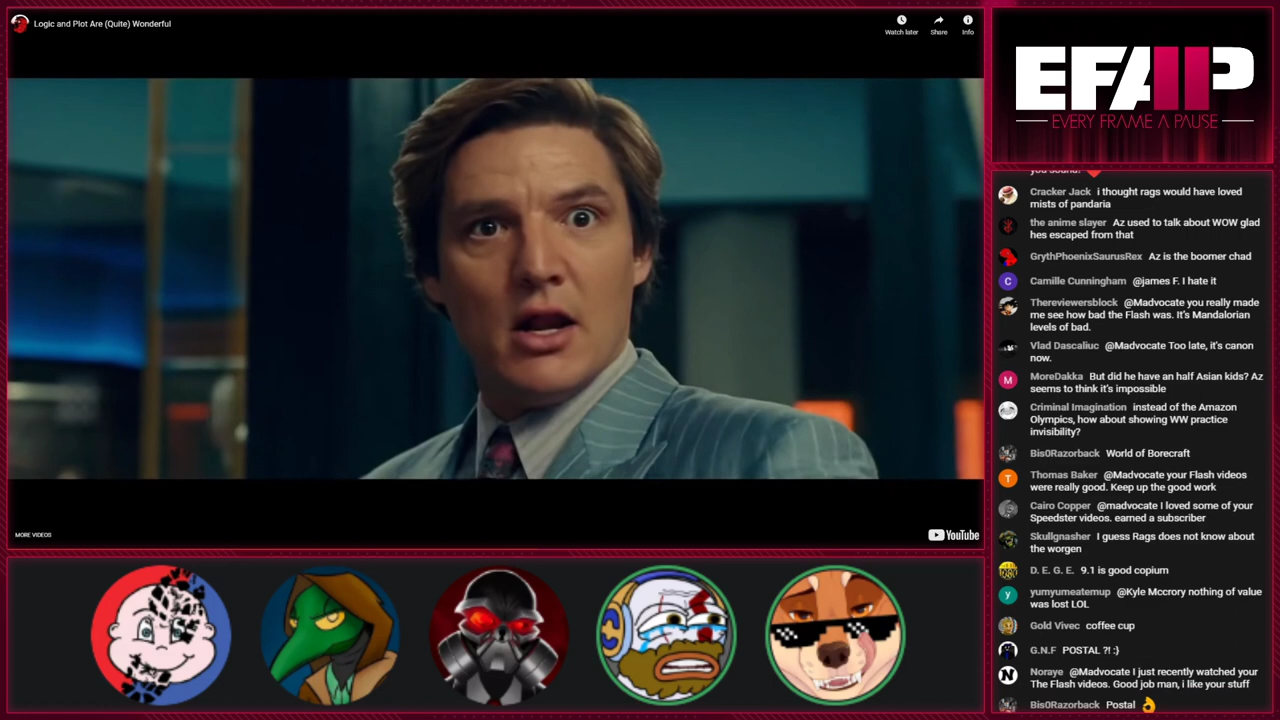 Logic and Plot Are (Quite) Wonderful
Watch later
Share
Info
MORE VIDEOS
YouTube
EFAP
EVERY FRAME A PAUSE
you sound!
Cracker Jack i thought rags would have loved
mists of pandaria
the anime slayer Az used to talk about WOW glad
hes escaped from that
GrythPhoenixSaurusRex Az is the boomer chad
C
Camille Cunningham @james F. I hate it
Thereviewersblock @Madvocate you really made
me see how bad the Flash was. It's Mandalorian
levels of bad.
Vlad Dascaliuc @Madvocate Too late, it's canon
now.
M
MoreDakka But did he have an half Asian kids? Az
seems to think it's impossible
Criminal Imagination instead of the Amazon
Olympics, how about showing WW practice
invisibility?
Bis0Razorback World of Borecraft
T
Thomas Baker @Madvocate your Flash videos
were really good. Keep up the good work
Cairo Copper @madvocate I loved some of your
Speedster videos. earned a subscriber
Skullgnasher I guess Rags does not know about
the worgen
D. E. G. E. 9.1 is good copium
y
yumyumeatemup @Kyle Mccrory nothing of value
was lost LOL
Gold Vivec coffee cup
G.N.F POSTAL ?! :}
N
Noraye @Madvocate I just recently watched your
The Flash videos. Good job man, i like your stuff
Bis0Razorback Postal 👌